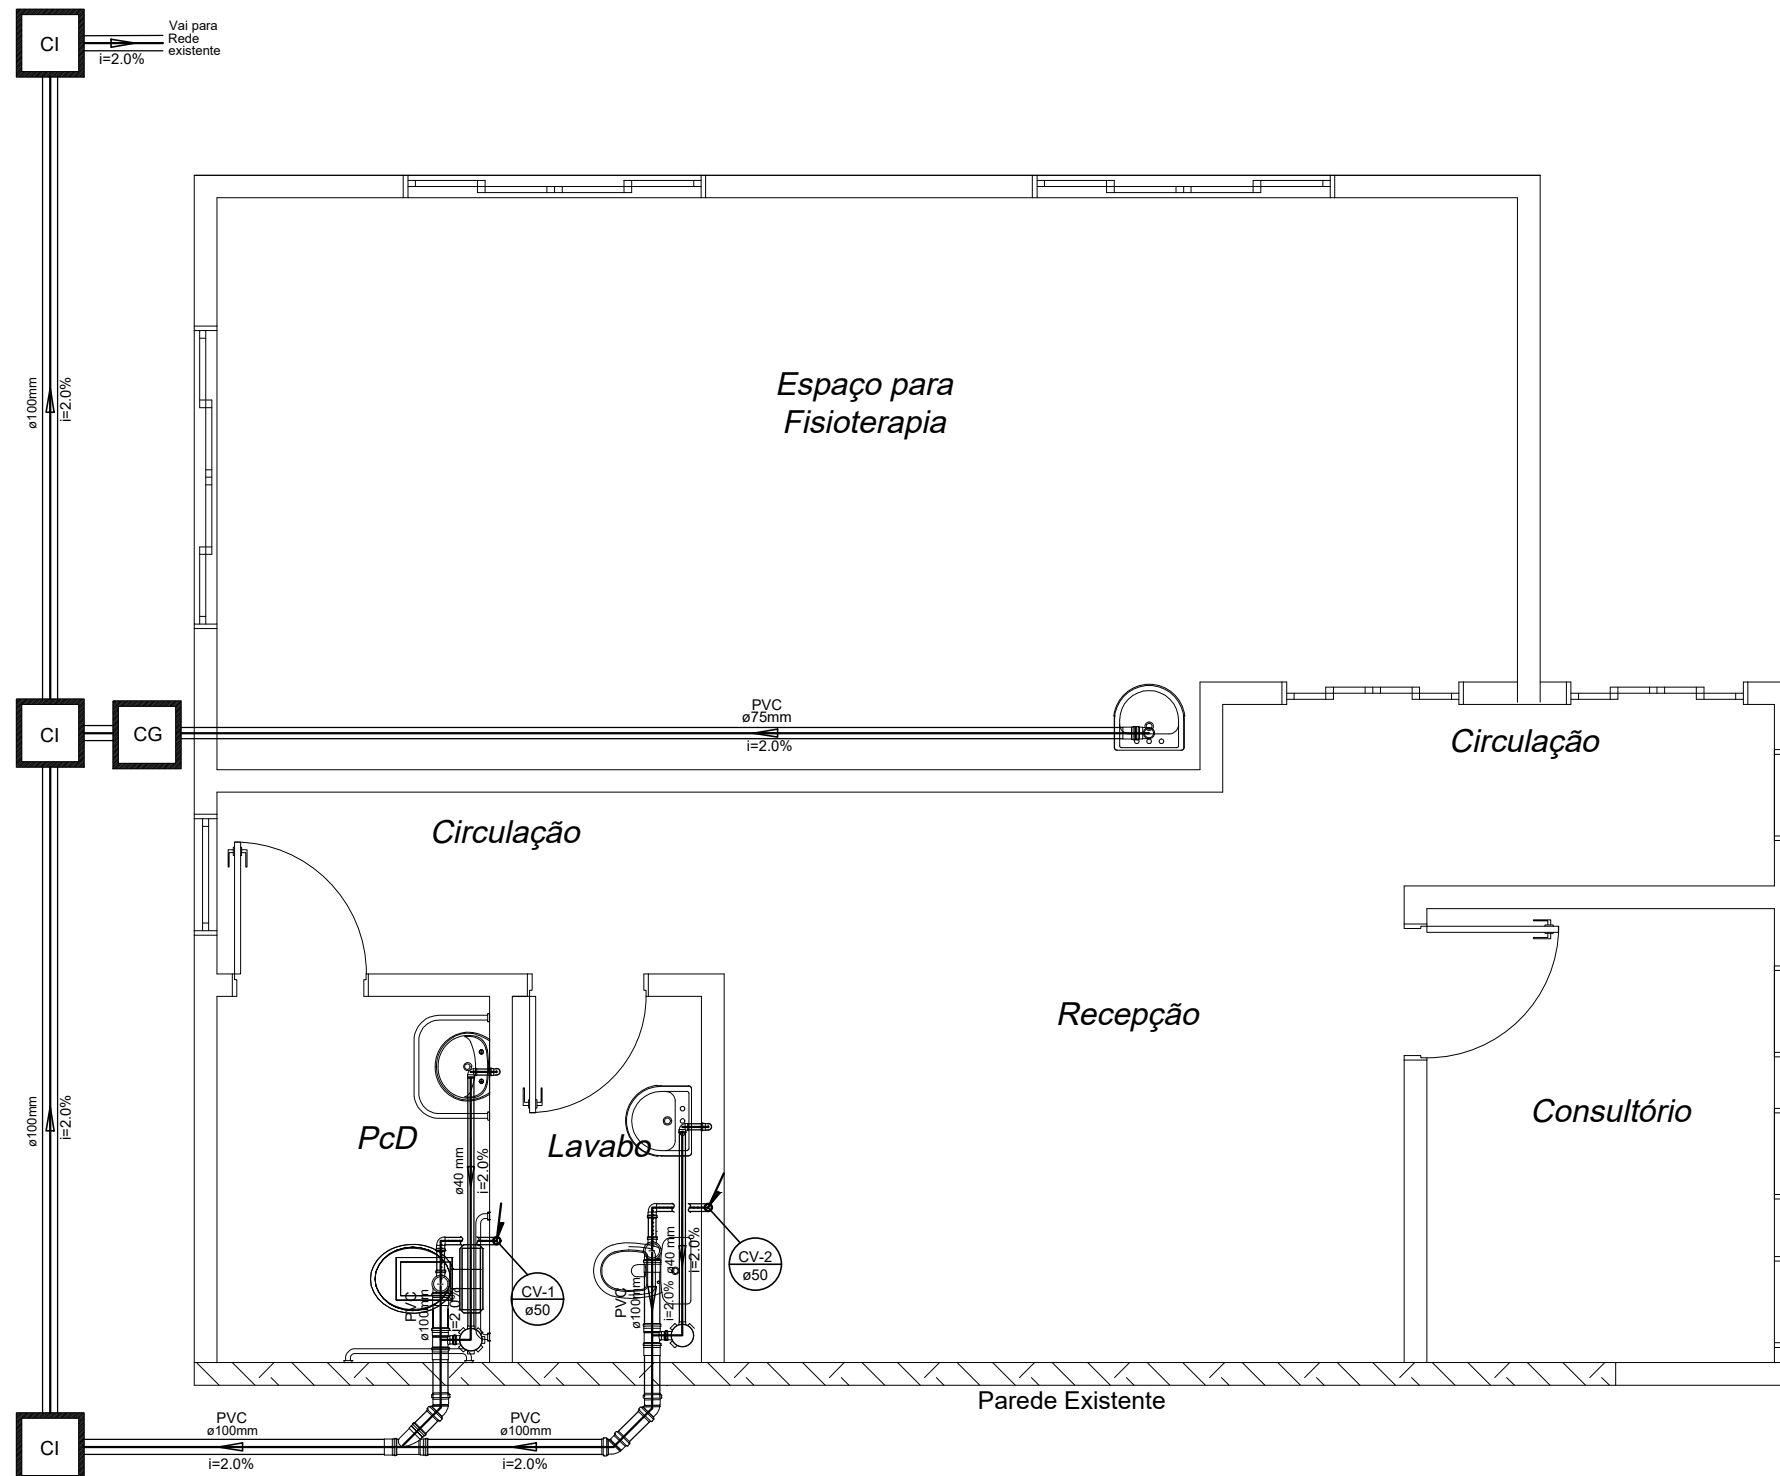 CI
Vai para
Rede
existente
i=2.0%
ø100mm
i=2.0%
Espaço para
Fisioterapia
CI
CG
PVC
ø75mm
i=2.0%
Circulação
Circulação
Recepção
PcD
Lavabo
Consultório
ø100mm
i=2.0%
ø40 mm
i=2.0%
PVC
ø100mm
i=2.0%
CV-1
ø50
PVC
ø100mm
i=2.0%
ø40 mm
i=2.0%
CV-2
ø50
Parede Existente
CI
PVC
ø100mm
i=2.0%
PVC
ø100mm
i=2.0%